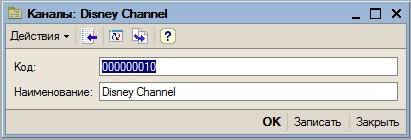 Каналы: Disney Channel
Действия
Код: 000000010
Наименование: Disney Channel
OK Записать Закрыть